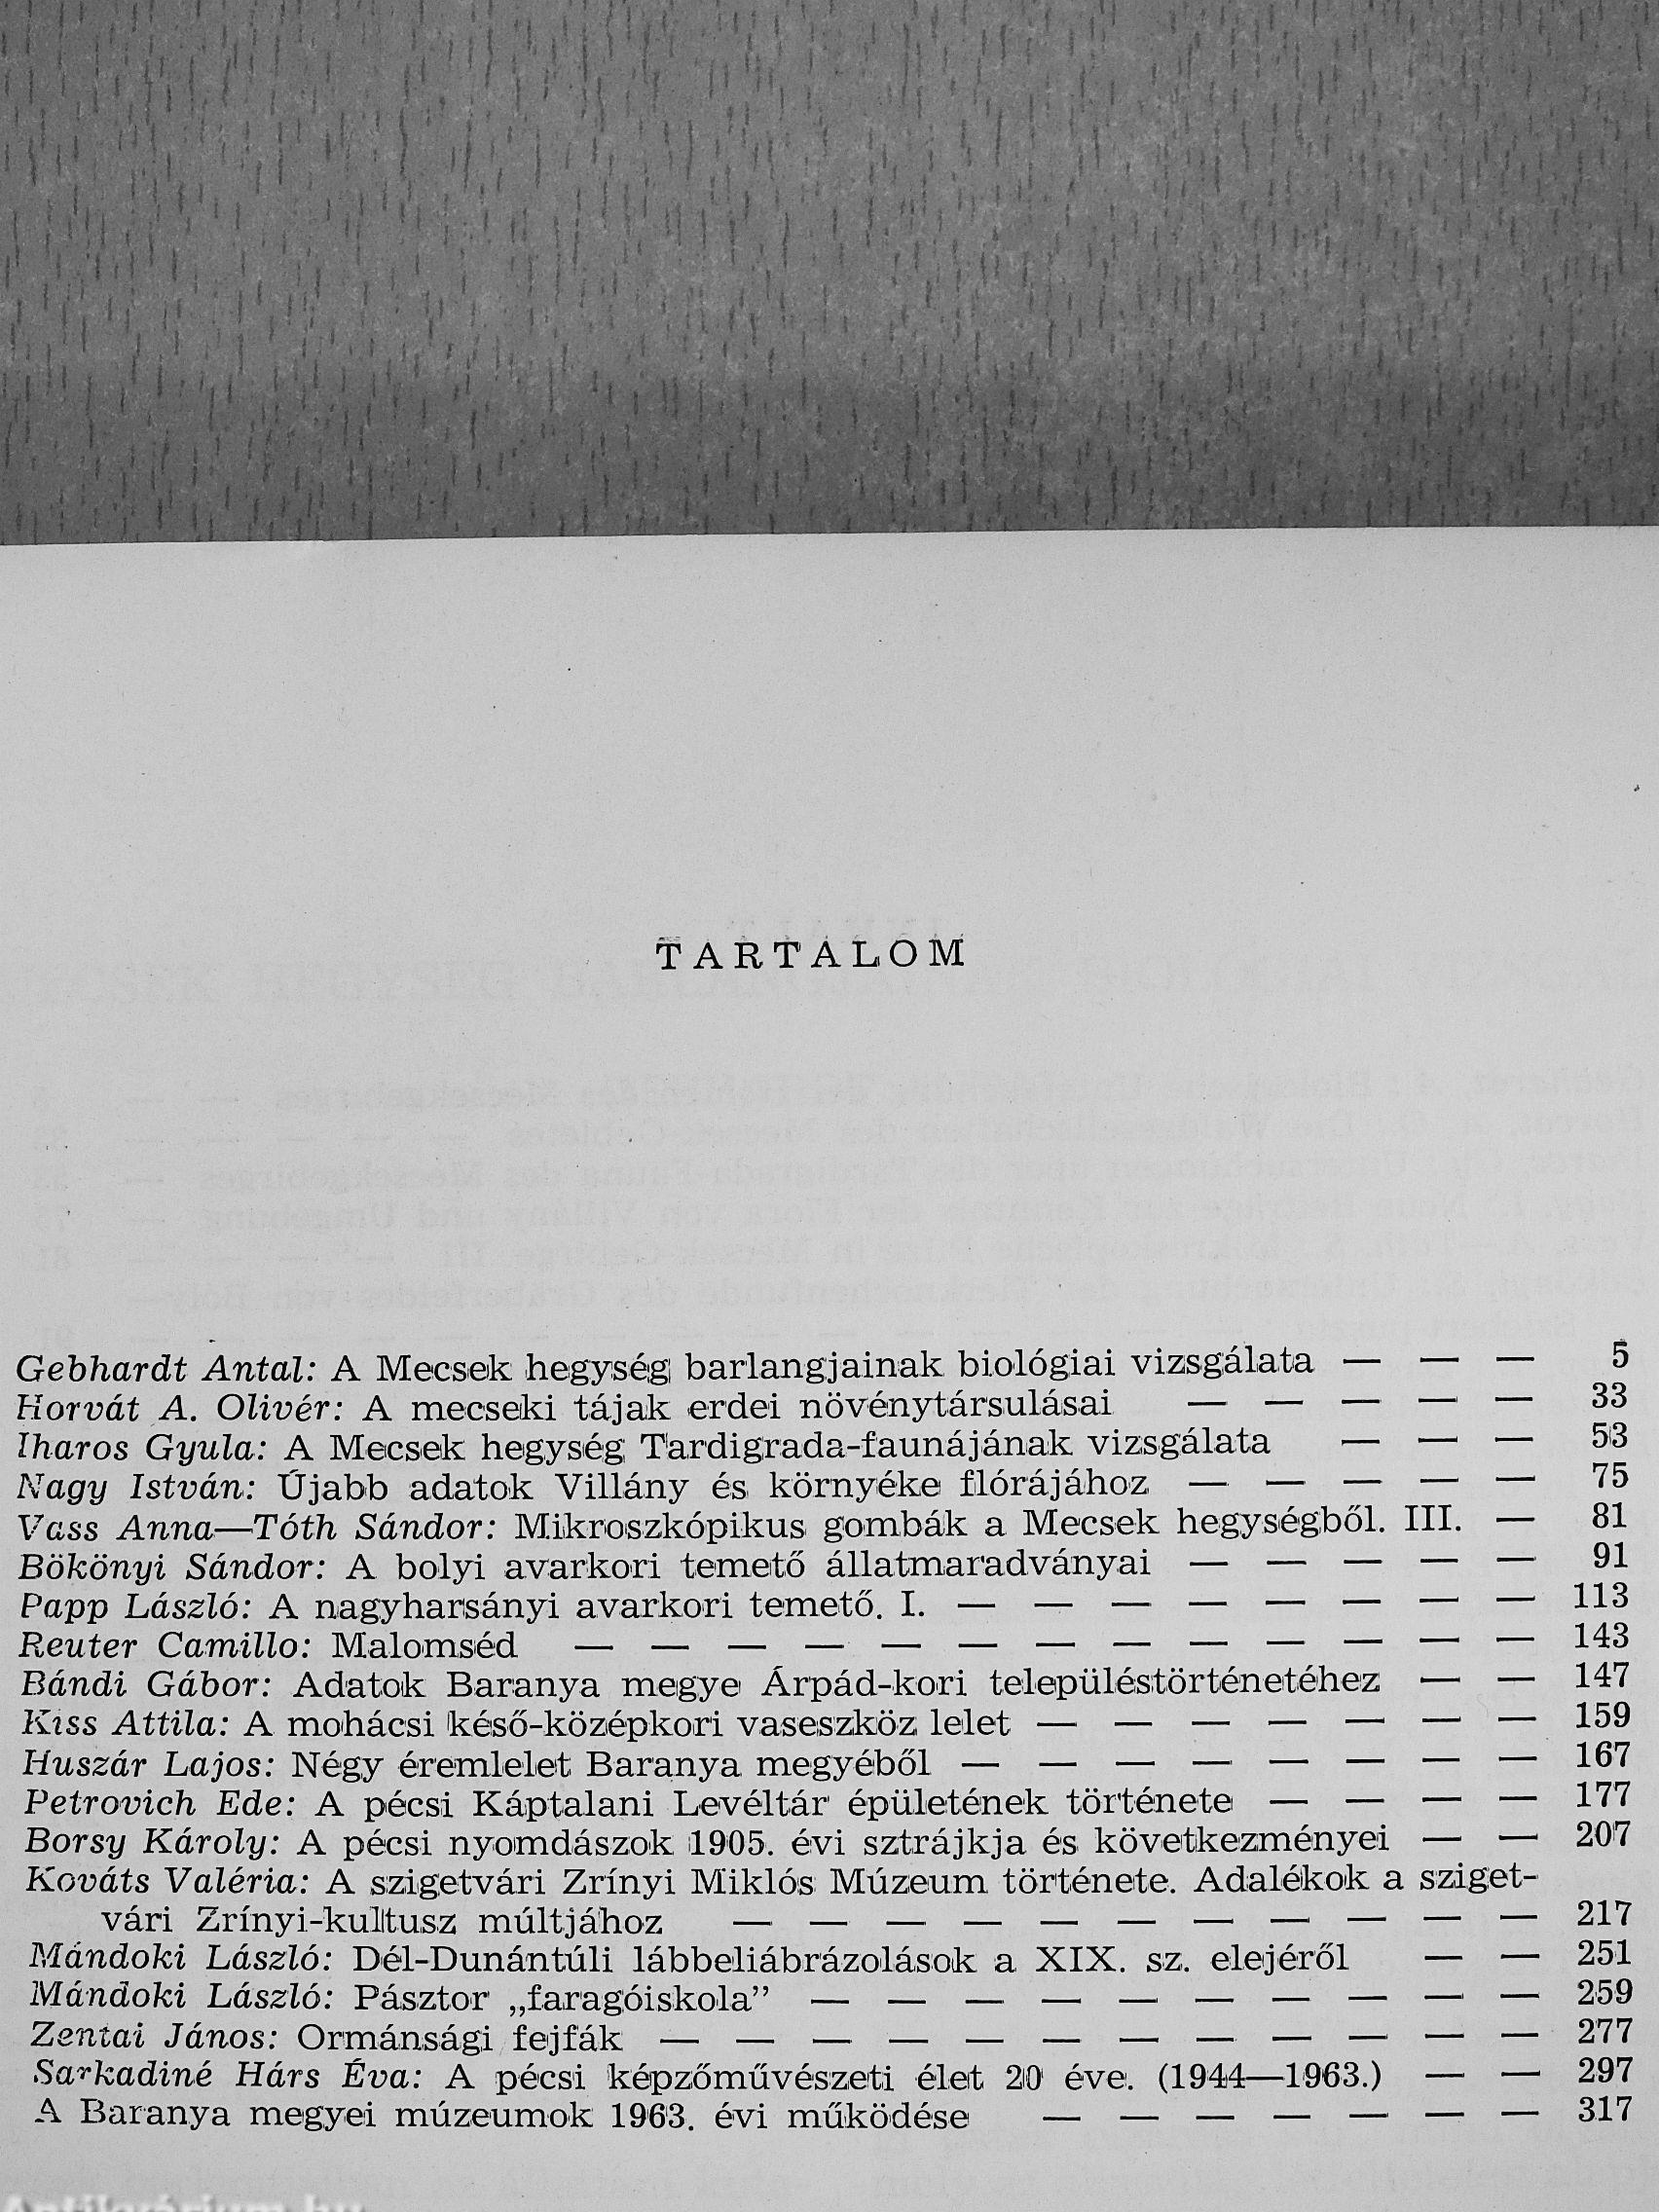 TARTALOM
Gebhardt Antal: A Mecsek hegység barlangjainak biológiai vizsgálata — — — 5
Horvát A. Olivér: A mecseki tájak erdei növénytársulásai — — — — — 33
Iharos Gyula: A Mecsek hegység Tardigrada-faunájának vizsgálata — — — 53
Nagy István: Újabb adatok Villány és környéke flórájához — — — — — 75
Vass Anna—Tóth Sándor: Mikroszkópikus gombák a Mecsek hegységből. III. — 81
Bökönyi Sándor: A bolyi avarkori temető állatmaradványai — — — — — 91
Papp László: A nagyharsányi avarkori temető. I. — — — — — — — — 113
Reuter Camillo: Malomséd — — — — — — — — — — — — — 143
Bándi Gábor: Adatok Baranya megye Árpád-kori településtörténetéhez — — 147
Kiss Attila: A mohácsi késő-középkori vaseszköz lelet — — — — — — — 159
Huszár Lajos: Négy éremlelet Baranya megyéből — — — — — — — — 167
Petrovich Ede: A pécsi Káptalani Levéltár épületének története — — — — 177
Borsy Károly: A pécsi nyomdászok 1905. évi sztrájkja és következményei — — 207
Kováts Valéria: A szigetvári Zrínyi Miklós Múzeum története. Adalékok a sziget-
vári Zrínyi-kultusz múltjához — — — — — — — — — — — 217
Mándoki László: Dél-Dunántúli lábbeliábrázolások a XIX. sz. elejéről — — 251
Mándoki László: Pásztor „faragóiskola” — — — — — — — — — — 259
Zentai János: Ormánsági fejfák — — — — — — — — — — — — 277
Sarkadiné Hárs Éva: A pécsi képzőművészeti élet 20 éve. (1944—1963.) — — 297
A Baranya megyei múzeumok 1963. évi működése — — — — — — — 317
Antikvárium.hu